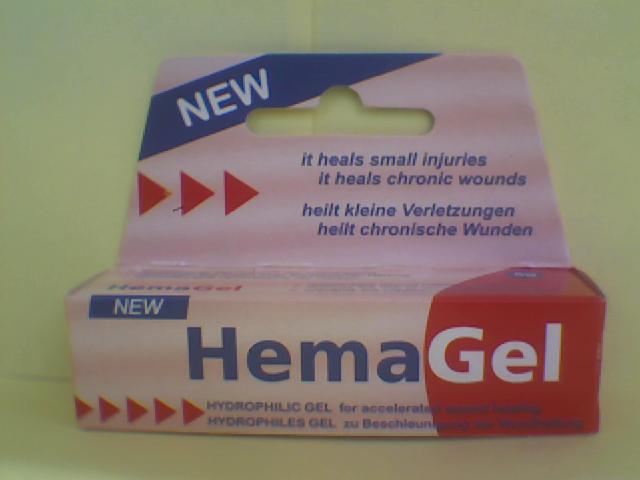 NEW
it heals small injuries
it heals chronic wounds
heilt kleine Verletzungen
heilt chronische Wunden
HemaGel
NEW
HemaGel
HYDROPHILIC GEL for accelerated wound healing
HYDROPHILES GEL zu Beschleunigung der Wundheilung